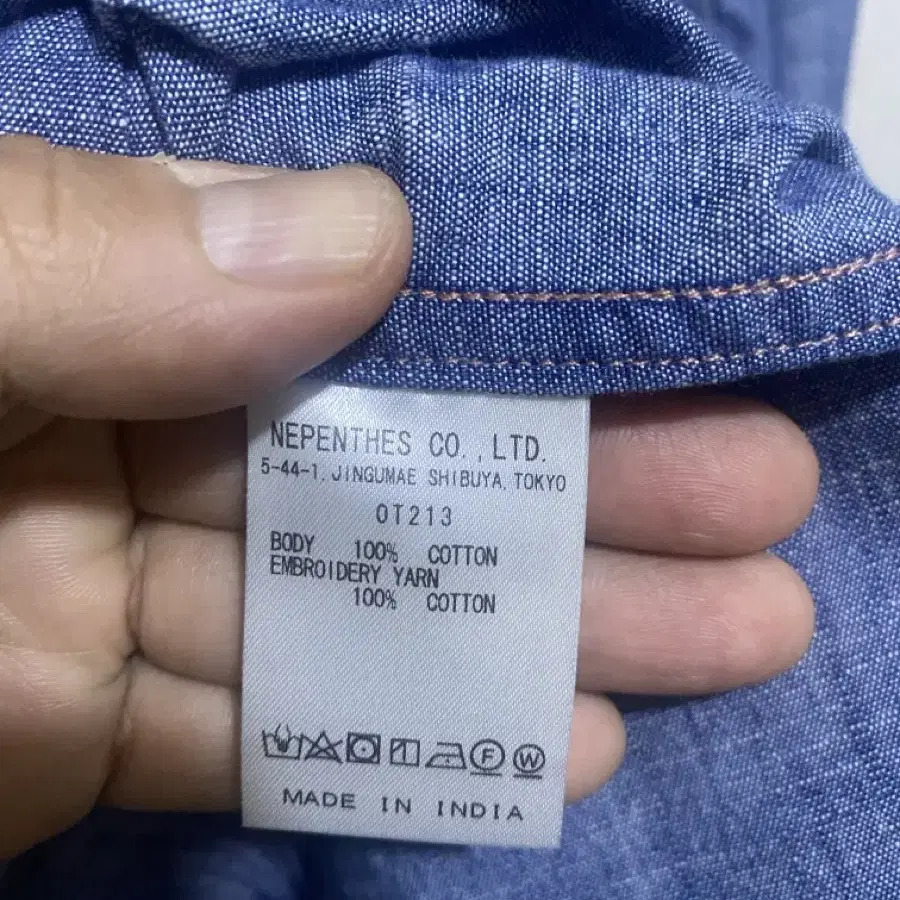 NEPENTHES CO.,LTD.
5-44-1, JINGUMAE SHIBUYA, TOKYO
OT213
BODY 100% COTTON
EMBROIDERY YARN
100% COTTON
F W
MADE IN INDIA